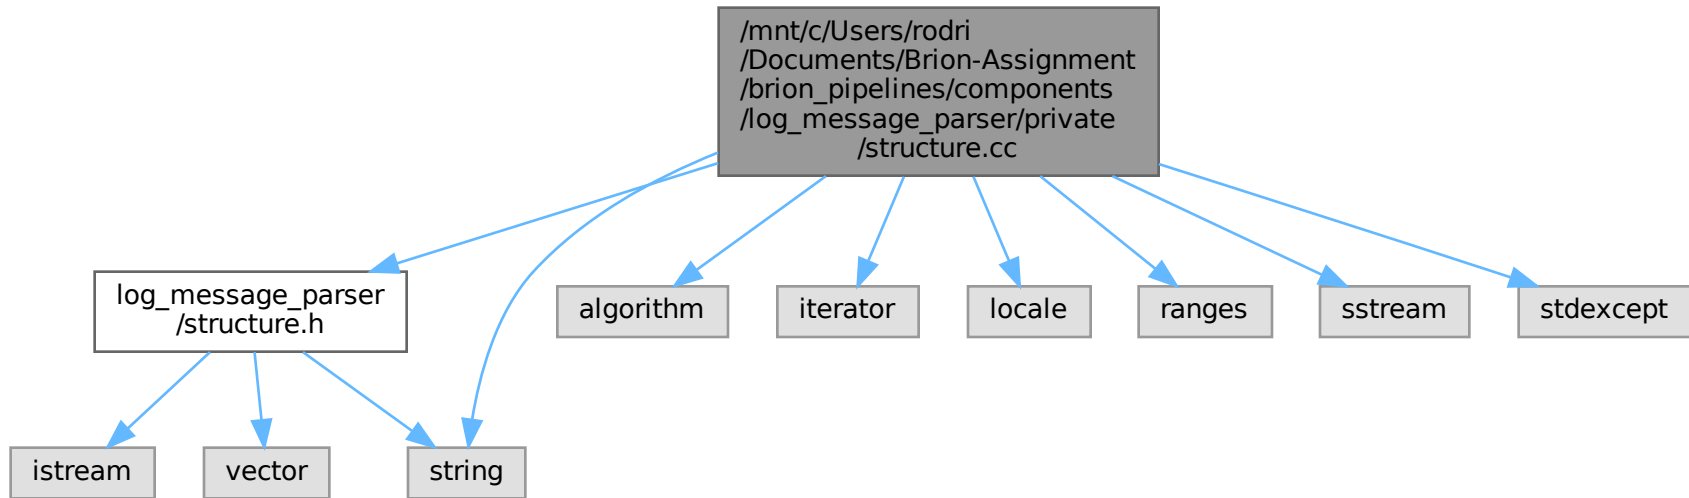 /mnt/c/Users/rodri
/Documents/Brion-Assignment
/brion_pipelines/components
/log_message_parser/private
/structure.cc
log_message_parser
/structure.h
algorithm
iterator
locale
ranges
sstream
stdexcept
istream
vector
string